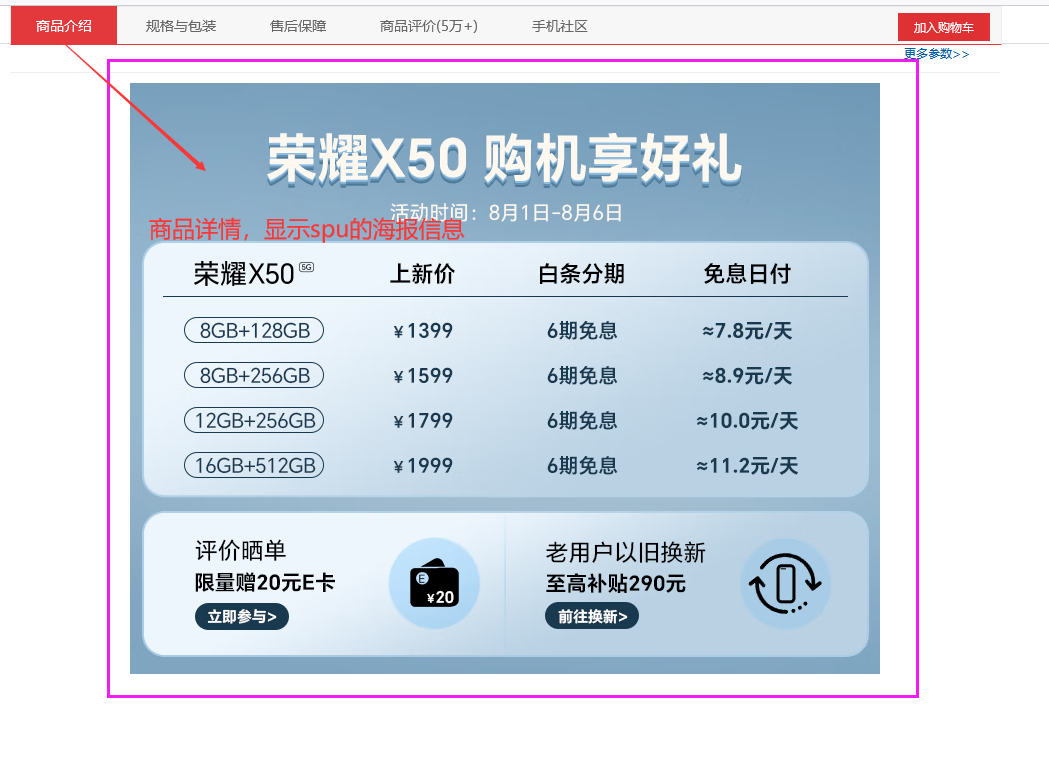 商品介绍 规格与包装 售后保障 商品评价(5万+) 手机社区 加入购物车
更多参数>>
荣耀X50 购机享好礼
活动时间：8月1日-8月6日
商品详情，显示spu的海报信息
荣耀X50 5G 上新价 白条分期 免息日付
8GB+128GB ¥1399 6期免息 ≈7.8元/天
8GB+256GB ¥1599 6期免息 ≈8.9元/天
12GB+256GB ¥1799 6期免息 ≈10.0元/天
16GB+512GB ¥1999 6期免息 ≈11.2元/天
评价晒单
限量赠20元E卡
立即参与>
E
¥20
老用户以旧换新
至高补贴290元
前往换新>